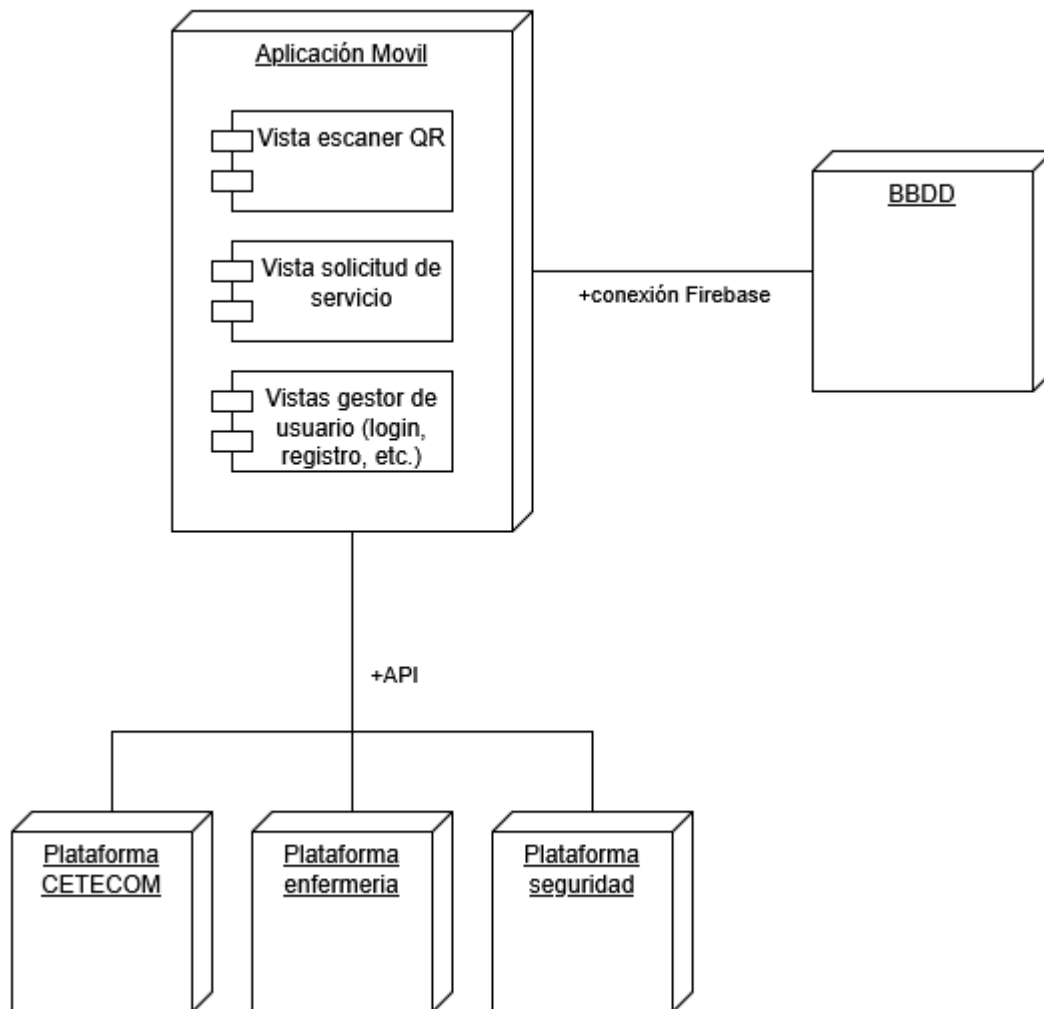 Aplicación Movil
Vista escaner QR
Vista solicitud de
servicio
Vistas gestor de
usuario (login,
registro, etc.)
BBDD
+conexión Firebase
+API
Plataforma
CETECOM
Plataforma
enfermeria
Plataforma
seguridad